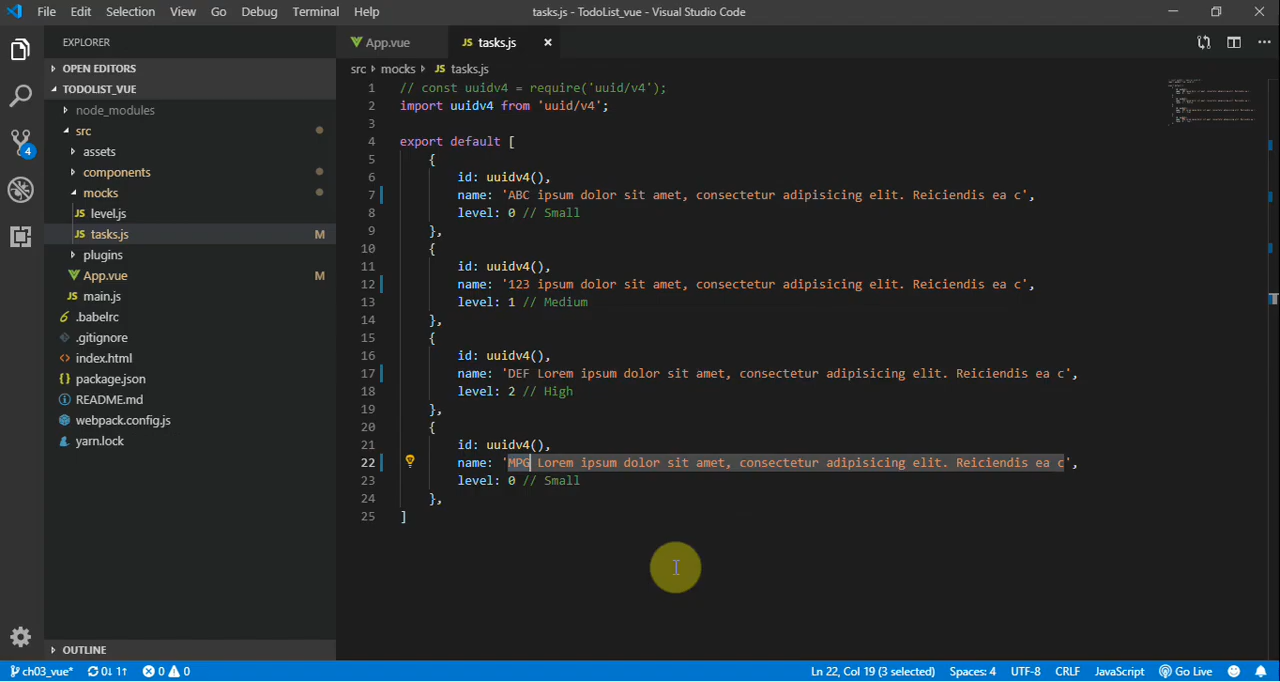 File Edit Selection View Go Debug Terminal Help
tasks.js - TodoList_vue - Visual Studio Code
EXPLORER
OPEN EDITORS
TODOLIST_VUE
node_modules
src
assets
components
mocks
JS level.js
JS tasks.js M
plugins
App.vue M
JS main.js
.babelrc
.gitignore
index.html
package.json
README.md
webpack.config.js
yarn.lock
OUTLINE
4
App.vue JS tasks.js
src mocks JS tasks.js
1 // const uuidv4 = require('uuid/v4');
2 import uuidv4 from 'uuid/v4';
3
4 export default [
5 {
6 id: uuidv4(),
7 name: 'ABC ipsum dolor sit amet, consectetur adipisicing elit. Reiciendis ea c',
8 level: 0 // Small
9 },
10 {
11 id: uuidv4(),
12 name: '123 ipsum dolor sit amet, consectetur adipisicing elit. Reiciendis ea c',
13 level: 1 // Medium
14 },
15 {
16 id: uuidv4(),
17 name: 'DEF Lorem ipsum dolor sit amet, consectetur adipisicing elit. Reiciendis ea c',
18 level: 2 // High
19 },
20 {
21 id: uuidv4(),
22 name: 'MPG Lorem ipsum dolor sit amet, consectetur adipisicing elit. Reiciendis ea c',
23 level: 0 // Small
24 },
25 ]
ch03_vue* 0↓ 1↑ 0 0 Ln 22, Col 19 (3 selected) Spaces: 4 UTF-8 CRLF JavaScript Go Live